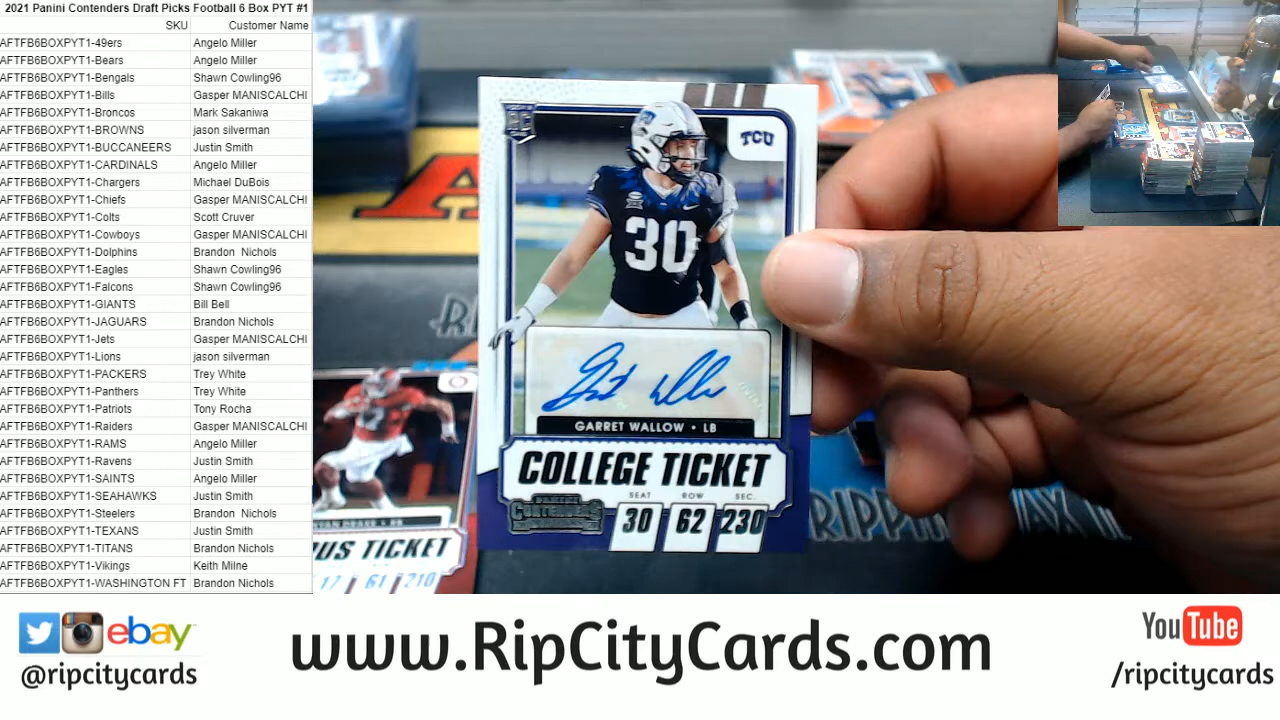 2021 Panini Contenders Draft Picks Football 6 Box PYT #1
SKU Customer Name
AFTFB6BOXPYT1-49ers Angelo Miller
AFTFB6BOXPYT1-Bears Angelo Miller
AFTFB6BOXPYT1-Bengals Shawn Cowling96
AFTFB6BOXPYT1-Bills Gasper MANISCALCHI
AFTFB6BOXPYT1-Broncos Mark Sakaniwa
AFTFB6BOXPYT1-BROWNS jason silverman
AFTFB6BOXPYT1-BUCCANEERS Justin Smith
AFTFB6BOXPYT1-CARDINALS Angelo Miller
AFTFB6BOXPYT1-Chargers Michael DuBois
AFTFB6BOXPYT1-Chiefs Gasper MANISCALCHI
AFTFB6BOXPYT1-Colts Scott Cruver
AFTFB6BOXPYT1-Cowboys Gasper MANISCALCHI
AFTFB6BOXPYT1-Dolphins Brandon Nichols
AFTFB6BOXPYT1-Eagles Shawn Cowling96
AFTFB6BOXPYT1-Falcons Shawn Cowling96
AFTFB6BOXPYT1-GIANTS Bill Bell
AFTFB6BOXPYT1-JAGUARS Brandon Nichols
AFTFB6BOXPYT1-Jets Gasper MANISCALCHI
AFTFB6BOXPYT1-Lions jason silverman
AFTFB6BOXPYT1-PACKERS Trey White
AFTFB6BOXPYT1-Panthers Trey White
AFTFB6BOXPYT1-Patriots Tony Rocha
AFTFB6BOXPYT1-Raiders Gasper MANISCALCHI
AFTFB6BOXPYT1-RAMS Angelo Miller
AFTFB6BOXPYT1-Ravens Justin Smith
AFTFB6BOXPYT1-SAINTS Angelo Miller
AFTFB6BOXPYT1-SEAHAWKS Justin Smith
AFTFB6BOXPYT1-Steelers Brandon Nichols
AFTFB6BOXPYT1-TEXANS Justin Smith
AFTFB6BOXPYT1-TITANS Brandon Nichols
AFTFB6BOXPYT1-Vikings Keith Milne
AFTFB6BOXPYT1-WASHINGTON FT Brandon Nichols
RC
TCU
30
GARRET WALLOW • LB
COLLEGE TICKET
SEAT ROW SEC.
30 62 230
PANINI
CONTENDERS
US TICKET
17 61 210
RIPPIN WAX
ebay
@ripcitycards
www.RipCityCards.com
YouTube
/ripcitycards